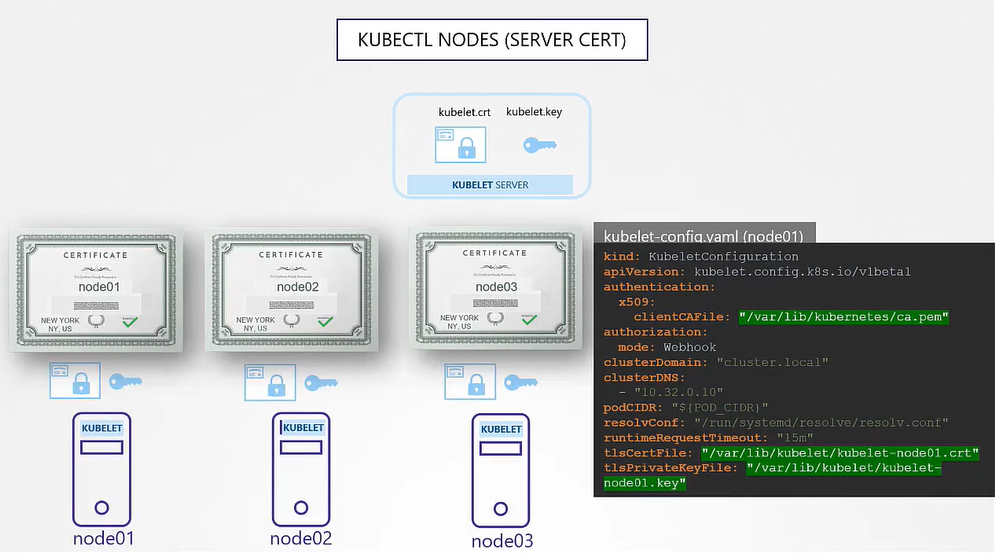 KUBECTL NODES (SERVER CERT)
kubelet.crt kubelet.key
KUBELET SERVER
CERTIFICATE
node01
NEW YORK
NY, US
CERTIFICATE
node02
NEW YORK
NY, US
CERTIFICATE
node03
NEW YORK
NY, US
KUBELET
node01
KUBELET
node02
KUBELET
node03
kubelet-config.yaml (node01)
kind: KubeletConfiguration
apiVersion: kubelet.config.k8s.io/v1beta1
authentication:
x509:
clientCAFile: "/var/lib/kubernetes/ca.pem"
authorization:
mode: Webhook
clusterDomain: "cluster.local"
clusterDNS:
- "10.32.0.10"
podCIDR: "${POD_CIDR}"
resolvConf: "/run/systemd/resolve/resolv.conf"
runtimeRequestTimeout: "15m"
tlsCertFile: "/var/lib/kubelet/kubelet-node01.crt"
tlsPrivateKeyFile: "/var/lib/kubelet/kubelet-
node01.key"